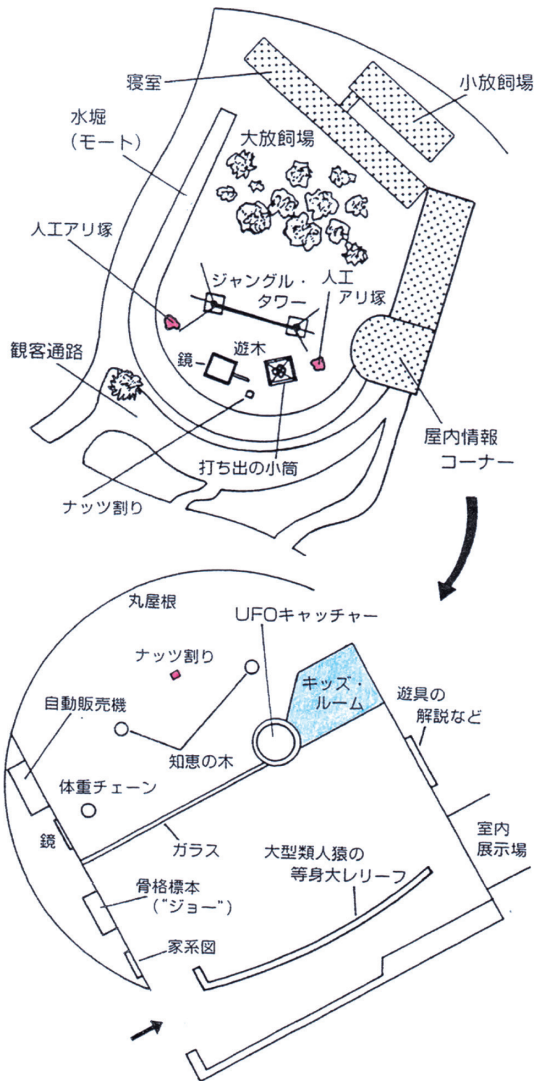 寝室
小放飼場
水堀
（モート）
大放飼場
人工アリ塚
ジャングル・
タワー
人工
アリ塚
観客通路
鏡
遊木
屋内情報
コーナー
打ち出の小筒
ナッツ割り
丸屋根
UFOキャッチャー
ナッツ割り
キッズ・
ルーム
自動販売機
遊具の
解説など
知恵の木
体重チェーン
鏡
ガラス
室内
展示場
大型類人猿の
等身大レリーフ
骨格標本
（"ジョー"）
家系図